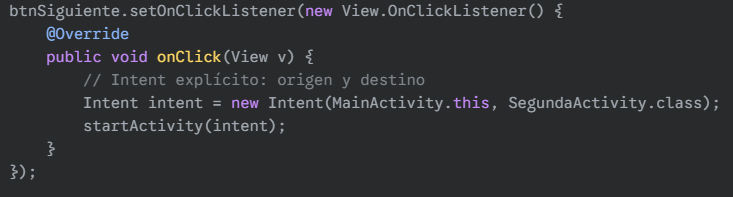 btnSiguiente.setOnClickListener(new View.OnClickListener() {
    @Override
    public void onClick(View v) {
        // Intent explícito: origen y destino
        Intent intent = new Intent(MainActivity.this, SegundaActivity.class);
        startActivity(intent);
    }
});